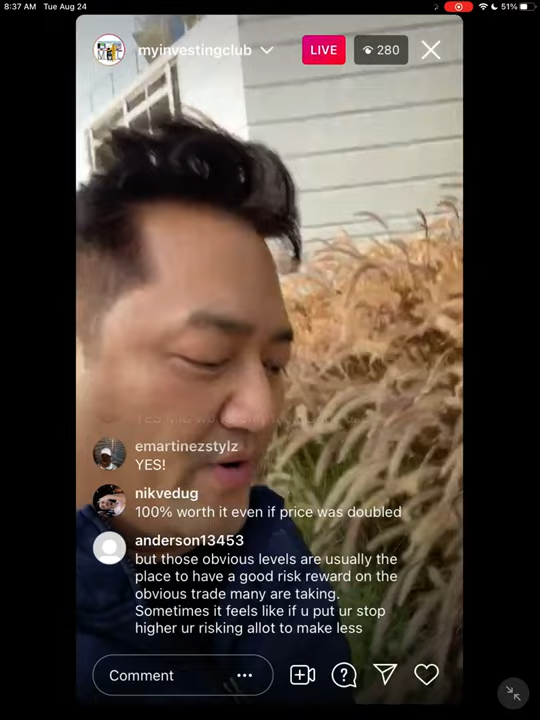 8:37 AM Tue Aug 24
51%
myinvestingclub
LIVE
280
emartinezstylz
YES!
nikvedug
100% worth it even if price was doubled
anderson13453
but those obvious levels are usually the
place to have a good risk reward on the
obvious trade many are taking.
Sometimes it feels like if u put ur stop
higher ur risking allot to make less
Comment